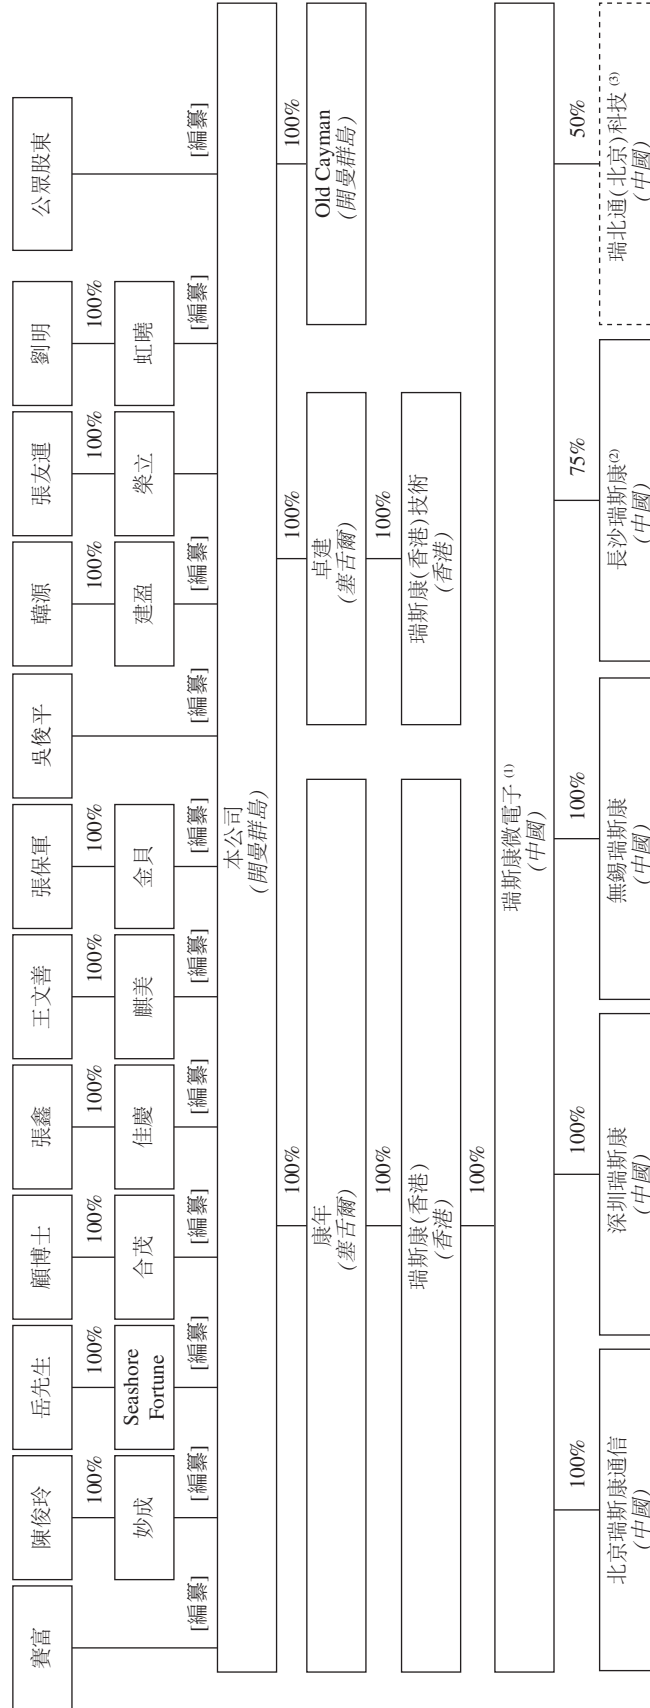 賽富
陳俊玲
岳先生
顧博士
張鑫
王文善
張保軍
吳俊平
韓源
張友運
劉明
公眾股東
100%
100%
100%
100%
100%
100%
100%
100%
100%
妙成
Seashore
Fortune
合茂
佳慶
麒美
金貝
建盈
榮立
虹曉
[編纂]
[編纂]
[編纂]
[編纂]
[編纂]
[編纂]
[編纂]
[編纂]
[編纂]
[編纂]
[編纂]
本公司
(開曼群島)
100%
100%
100%
康年
(塞舌爾)
卓建
(塞舌爾)
Old Cayman
(開曼群島)
100%
100%
瑞斯康(香港)
(香港)
瑞斯康(香港)技術
(香港)
100%
瑞斯康微電子(1)
(中國)
100%
100%
100%
75%
50%
北京瑞斯康通信
(中國)
深圳瑞斯康
(中國)
無錫瑞斯康
(中國)
長沙瑞斯康(2)
(中國)
瑞北通(北京)科技(3)
(中國)